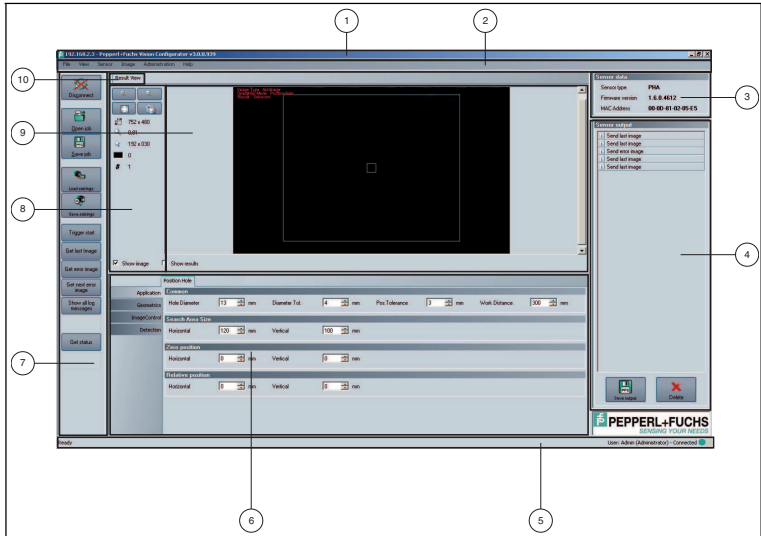 1
2
192.168.2.3 - Pepperl+Fuchs Vision Configurator v3.0.8.939
File View Sensor Image Administration Help
10
Disconnect
Open job
Save job
Load settings
Save settings
Trigger start
Get last Image
Get error image
Get next error
image
Show all log
messages
Get status
7
Result View
9
752 x 480
0,81
192 x 030
0
# 1
8
Show image
Show results
Sensor data
Sensor type PHA
Firmware version 1.6.0.4612
MAC Address 00-0D-81-02-05-E5
3
Sensor output
Send last image
Send last image
Send error image
Send last image
Send last image
4
Save output
Delete
Position Hole
Application
Geometrics
ImageControl
Detection
Common
Hole Diameter 13 mm Diameter Tol. 4 mm Pos.Tolerance 3 mm Work Distance 300 mm
Search Area Size
Horizontal 120 mm Vertical 100 mm
Zero position
Horizontal 0 mm Vertical 0 mm
Relative position
Horizontal 0 mm Vertical 0 mm
PEPPERL+FUCHS
SENSING YOUR NEEDS
Ready
User: Admin (Administrator) - Connected
6
5